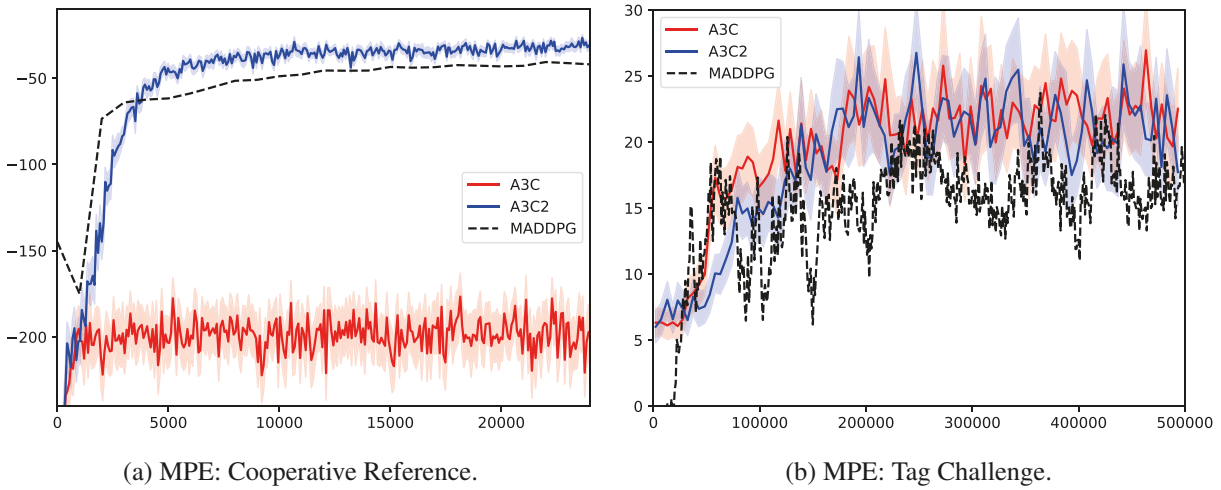 −50
−100
−150
−200
0
5000
10000
15000
20000
A3C
A3C2
MADDPG
(a) MPE: Cooperative Reference.
30
25
20
15
10
5
0
0
100000
200000
300000
400000
500000
A3C
A3C2
MADDPG
(b) MPE: Tag Challenge.